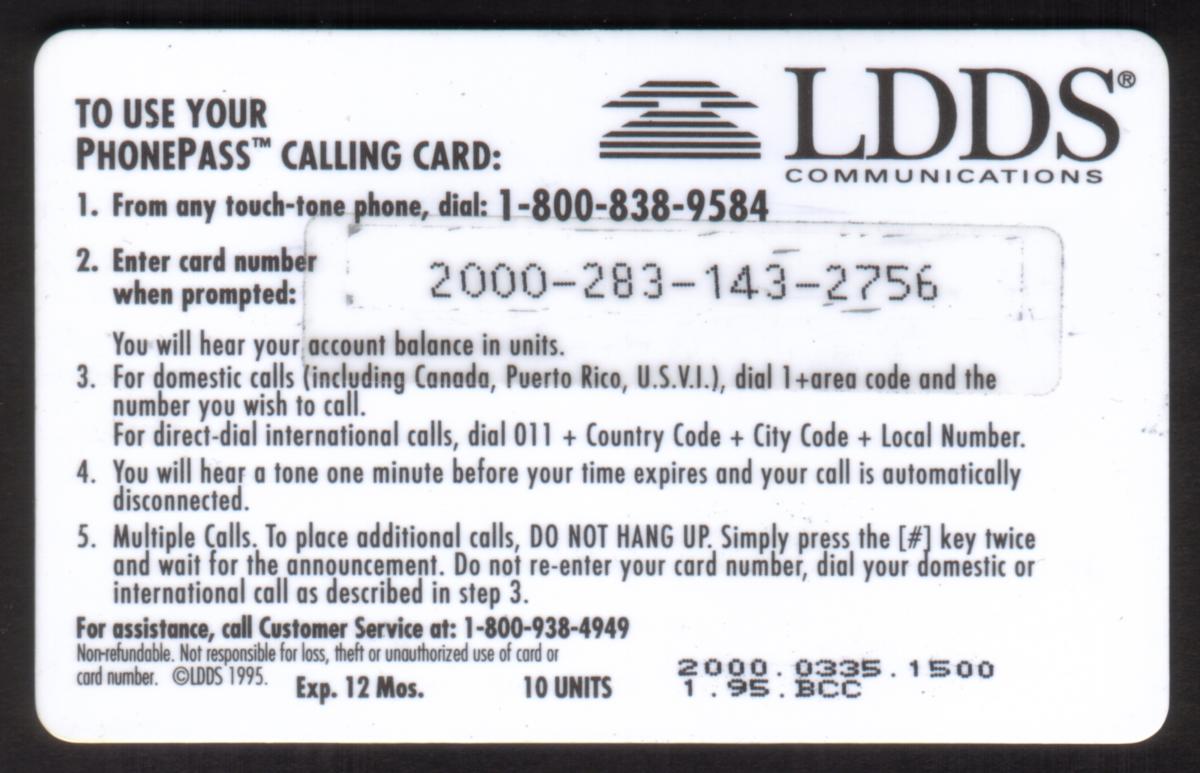 LDDS®
COMMUNICATIONS
TO USE YOUR
PHONEPASS™ CALLING CARD:
1. From any touch-tone phone, dial: 1-800-838-9584
2. Enter card number
when prompted:
2000-283-143-2756
You will hear your account balance in units.
3. For domestic calls (including Canada, Puerto Rico, U.S.V.I.), dial 1+area code and the
number you wish to call.
For direct-dial international calls, dial 011 + Country Code + City Code + Local Number.
4. You will hear a tone one minute before your time expires and your call is automatically
disconnected.
5. Multiple Calls. To place additional calls, DO NOT HANG UP. Simply press the [#] key twice
and wait for the announcement. Do not re-enter your card number, dial your domestic or
international call as described in step 3.
For assistance, call Customer Service at: 1-800-938-4949
Non-refundable. Not responsible for loss, theft or unauthorized use of card or
card number. ©LDDS 1995.
Exp. 12 Mos. 10 UNITS
2000.0335.1500
1.95.BCC